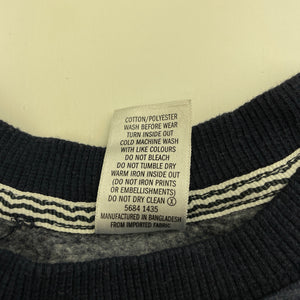 COTTON/POLYESTER
WASH BEFORE WEAR
TURN INSIDE OUT
COLD MACHINE WASH
WITH LIKE COLOURS
DO NOT BLEACH
DO NOT TUMBLE DRY
WARM IRON INSIDE OUT
(DO NOT IRON PRINTS
OR EMBELLISHMENTS)
DO NOT DRY CLEAN Ⓧ
5684 1435
MANUFACTURED IN BANGLADESH
FROM IMPORTED FABRIC